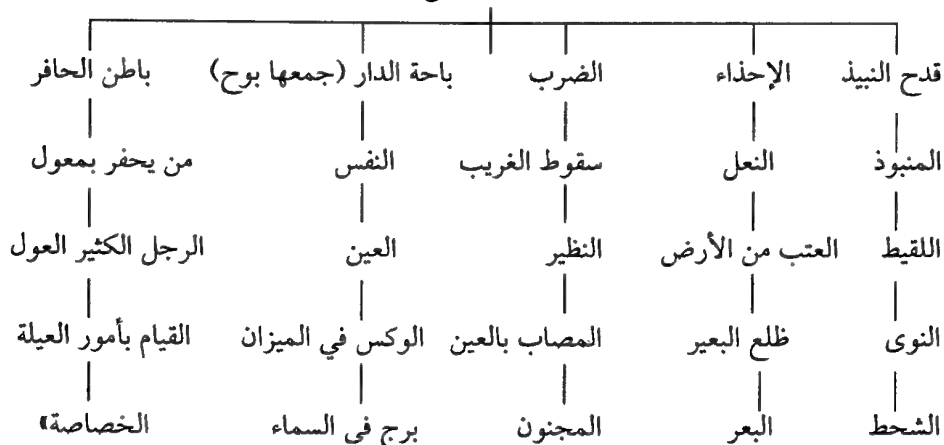 قدح النبيذ الإحذاء الضرب باحة الدار (جمعها بوح) باطن الحافر
المنبوذ النعل سقوط الغريب النفس من يحفر بمعول
اللقيط العتب من الأرض النظير العين الرجل الكثير العول
النوى ظلع البعير المصاب بالعين الوكس في الميزان القيام بأمور العيلة
الشحط البعر المجنون برج في السماء الخصاصة»